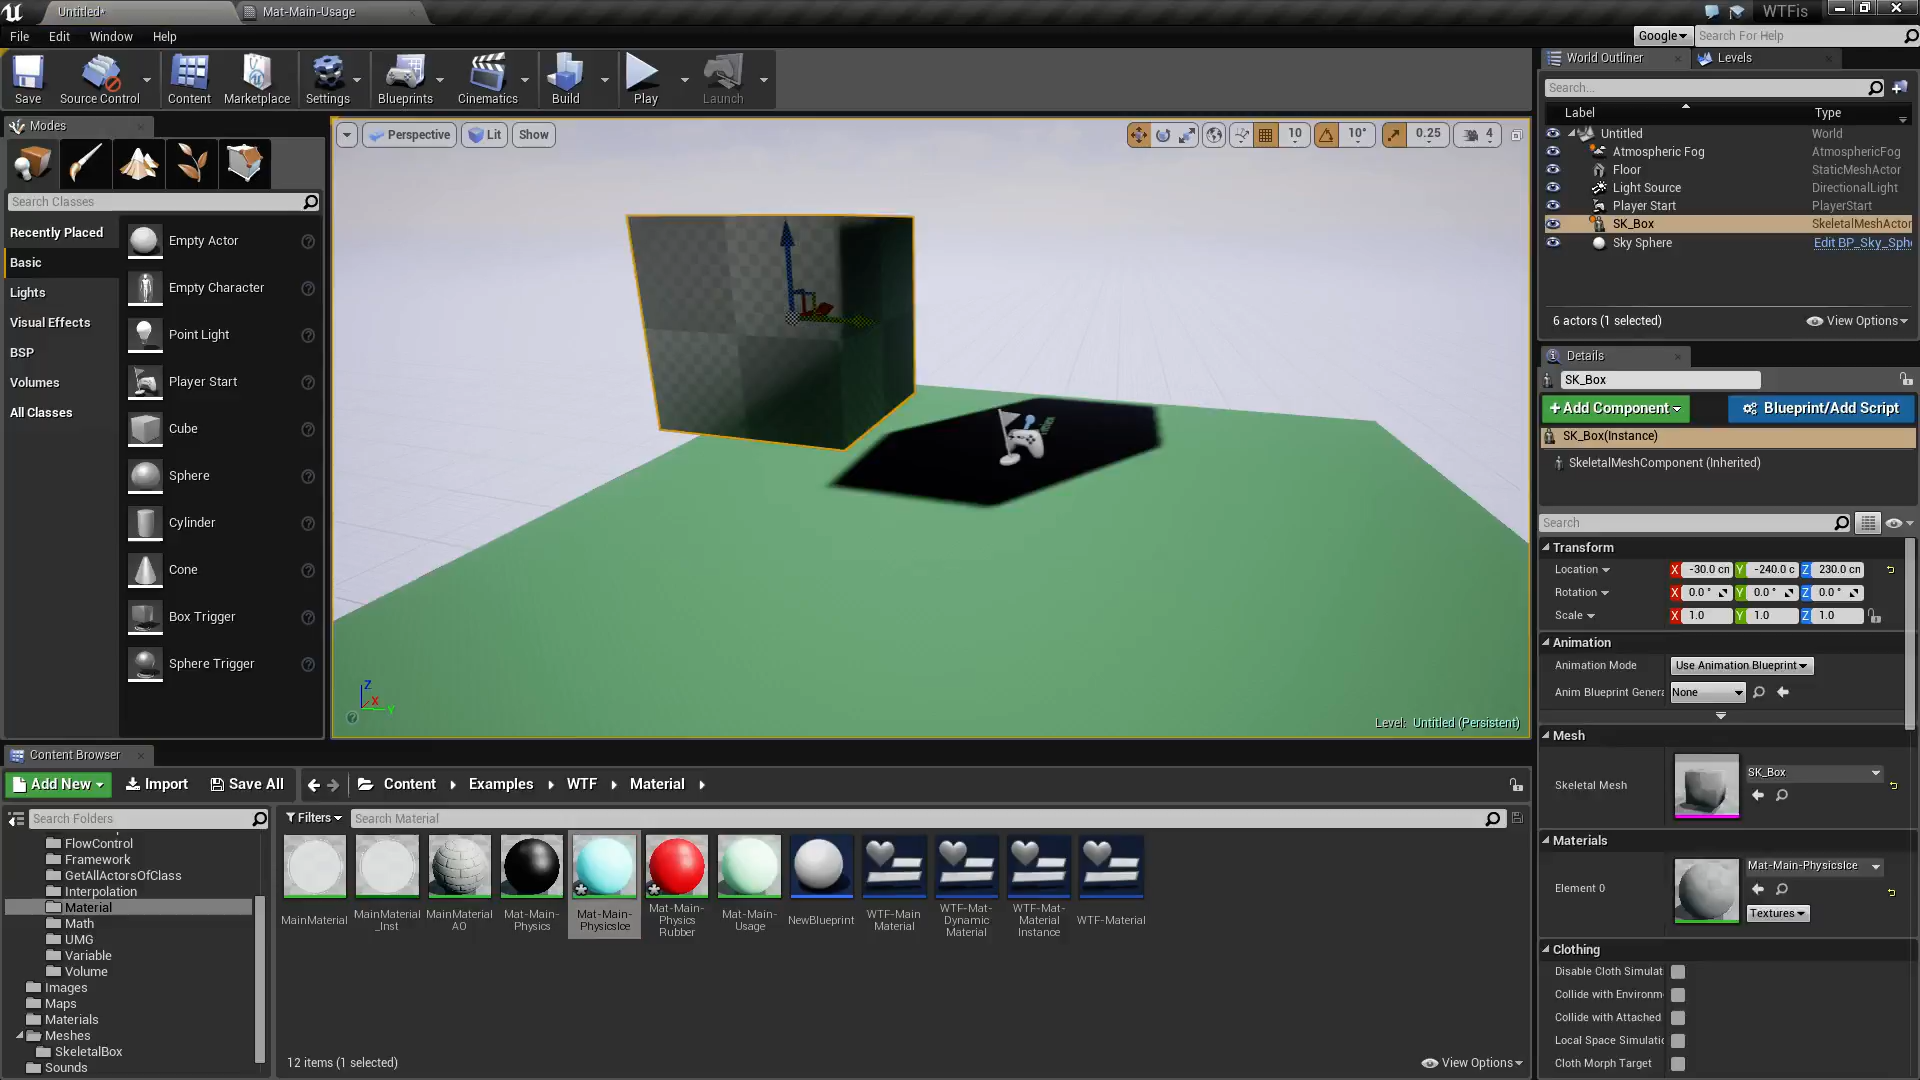 Untitled*
Mat-Main-Usage
WTFis
File Edit Window Help
Google
Search For Help
Save
Source Control
Content
Marketplace
Settings
Blueprints
Cinematics
Build
Play
Launch
Modes
Search Classes
Recently Placed
Basic
Lights
Visual Effects
BSP
Volumes
All Classes
Empty Actor
Empty Character
Point Light
Player Start
Cube
Sphere
Cylinder
Cone
Box Trigger
Sphere Trigger
Perspective
Lit
Show
10
10°
0.25
4
Z
X
Y
Level: Untitled (Persistent)
World Outliner
Levels
Search...
Label Type
Untitled World
Atmospheric Fog AtmosphericFog
Floor StaticMeshActor
Light Source DirectionalLight
Player Start PlayerStart
SK_Box SkeletalMeshActor
Sky Sphere Edit BP_Sky_Sph
6 actors (1 selected)
View Options
Details
SK_Box
+Add Component
Blueprint/Add Script
SK_Box(Instance)
SkeletalMeshComponent (Inherited)
Search
Transform
Location X -30.0 cm Y -240.0 c Z 230.0 cm
Rotation X 0.0 ° Y 0.0 ° Z 0.0 °
Scale X 1.0 Y 1.0 Z 1.0
Animation
Animation Mode Use Animation Blueprint
Anim Blueprint Genera None
Mesh
Skeletal Mesh SK_Box
Materials
Element 0 Mat-Main-PhysicsIce
Textures
Clothing
Disable Cloth Simulat
Collide with Environm
Collide with Attached
Local Space Simulati
Cloth Morph Target
Content Browser
Add New Import Save All
Content Examples WTF Material
Search Folders
Filters
Search Material
FlowControl
Framework
GetAllActorsOfClass
Interpolation
Material
Math
UMG
Variable
Volume
Images
Maps
Materials
Meshes
SkeletalBox
Sounds
MainMaterial
MainMaterial
_Inst
MainMaterial
AO
Mat-Main-
Physics
Mat-Main-
PhysicsIce
Mat-Main-
Physics
Rubber
Mat-Main-
Usage
NewBlueprint
WTF-Main
Material
WTF-Mat-
Dynamic
Material
WTF-Mat-
Material
Instance
WTF-Material
12 items (1 selected)
View Options